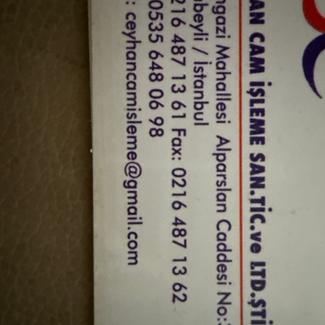 AN CAM İŞLEME SAN.TİC.ve LTD.ŞTİ
ngazi Mahallesi Alparslan Caddesi No:
nbeyli / İstanbul
216 487 13 61 Fax: 0216 487 13 62
0535 648 06 98
: ceyhancamisleme@gmail.com